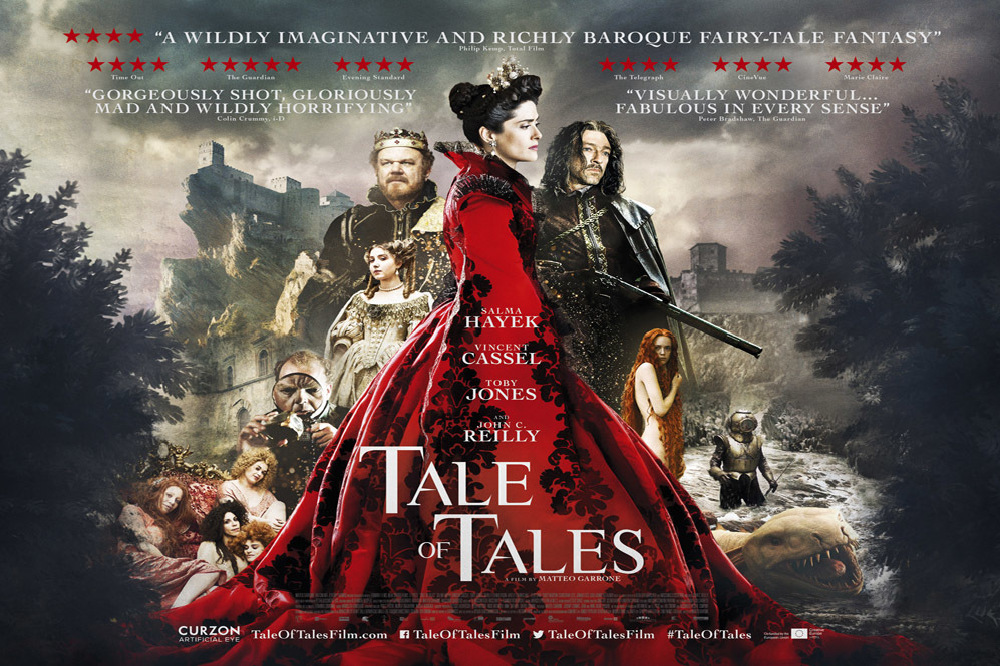 “A WILDLY IMAGINATIVE AND RICHLY BAROQUE FAIRY-TALE FANTASY”
Philip Kemp, Total Film
Time Out
The Guardian
Evening Standard
The Telegraph
CineVue
Marie Claire
“GORGEOUSLY SHOT, GLORIOUSLY
MAD AND WILDLY HORRIFYING”
Colin Crummy, i-D
“VISUALLY WONDERFUL...
FABULOUS IN EVERY SENSE”
Peter Bradshaw, The Guardian
SALMA
HAYEK
VINCENT
CASSEL
TOBY
JONES
AND
JOHN C.
REILLY
TALE
OF TALES
A FILM BY MATTEO GARRONE
CURZON
ARTIFICIAL EYE
TaleOfTalesFilm.com
TaleOfTalesFilm
TaleOfTalesFilm
#TaleOfTales
Creative
Europe